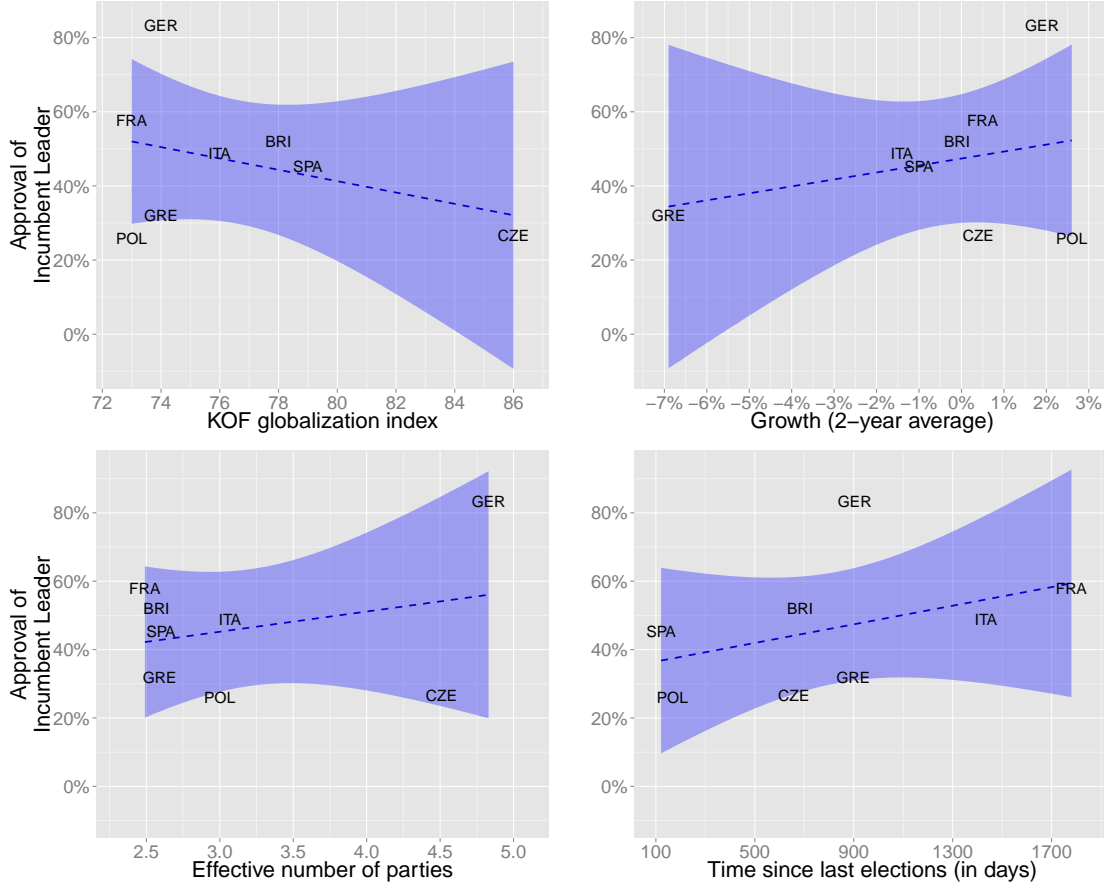 Approval of
Incumbent Leader
80%
60%
40%
20%
0%
GER
FRA
BRI
ITA
SPA
GRE
POL
CZE
72 74 76 78 80 82 84 86
KOF globalization index
80%
60%
40%
20%
0%
GER
FRA
BRI
ITA
SPA
GRE
CZE
POL
−7% −6% −5% −4% −3% −2% −1% 0% 1% 2% 3%
Growth (2−year average)
Approval of
Incumbent Leader
80%
60%
40%
20%
0%
GER
FRA
BRI
ITA
SPA
GRE
POL
CZE
2.5 3.0 3.5 4.0 4.5 5.0
Effective number of parties
80%
60%
40%
20%
0%
GER
FRA
BRI
ITA
SPA
GRE
POL
CZE
100 500 900 1300 1700
Time since last elections (in days)